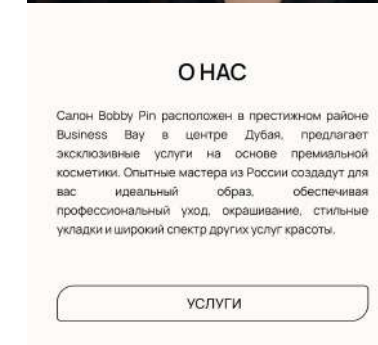 О НАС
Салон Bobby Pin расположен в престижном районе
Business Bay в центре Дубая, предлагает
эксклюзивные услуги на основе премиальной
косметики. Опытные мастера из России создадут для
вас идеальный образ, обеспечивая
профессиональный уход, окрашивание, стильные
укладки и широкий спектр других услуг красоты.
УСЛУГИ